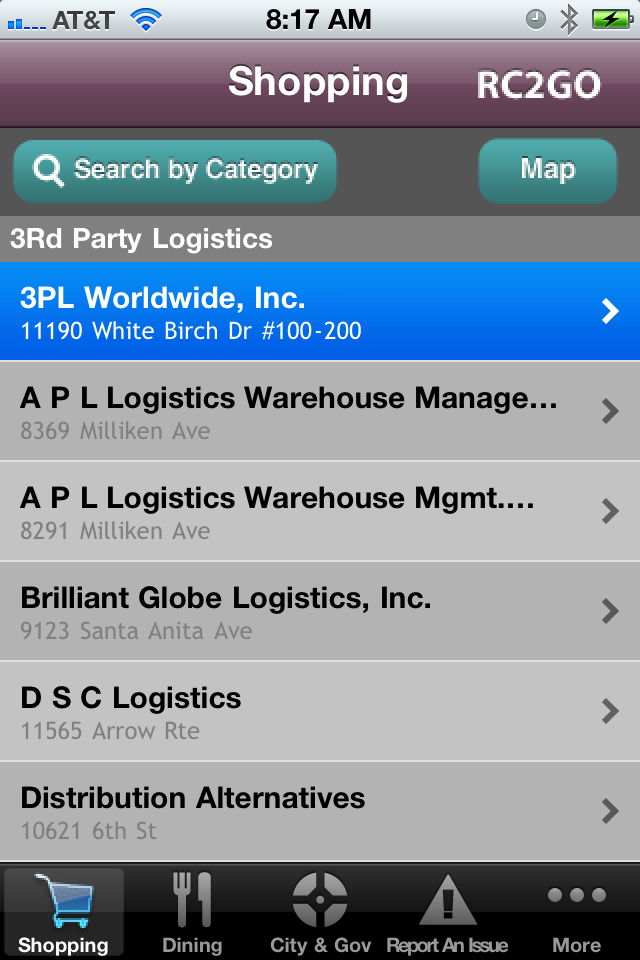 AT&T 8:17 AM
Shopping RC2GO
Search by Category Map
3Rd Party Logistics
3PL Worldwide, Inc.
11190 White Birch Dr #100-200
A P L Logistics Warehouse Manage...
8369 Milliken Ave
A P L Logistics Warehouse Mgmt....
8291 Milliken Ave
Brilliant Globe Logistics, Inc.
9123 Santa Anita Ave
D S C Logistics
11565 Arrow Rte
Distribution Alternatives
10621 6th St
Shopping Dining City & Gov Report An Issue More